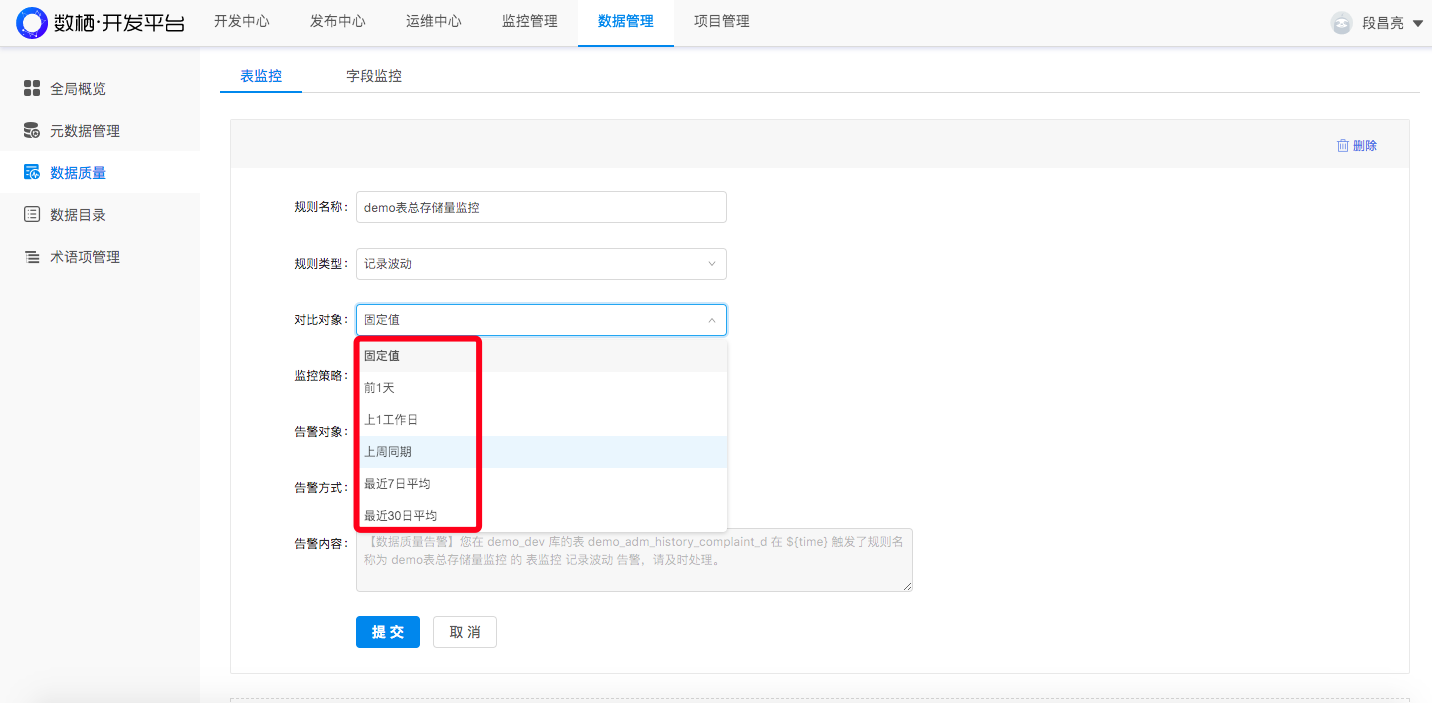 数栖·开发平台
开发中心
发布中心
运维中心
监控管理
数据管理
项目管理
段昌亮
全局概览
元数据管理
数据质量
数据目录
术语项管理
表监控
字段监控
删除
规则名称：
demo表总存储量监控
规则类型：
记录波动
对比对象：
固定值
固定值
监控策略：
前1天
上1工作日
告警对象：
上周同期
最近7日平均
告警方式：
最近30日平均
告警内容：
【数据质量告警】您在 demo_dev 库的表 demo_adm_history_complaint_d 在 ${time} 触发了规则名
称为 demo表总存储量监控 的 表监控 记录波动 告警，请及时处理。
提 交
取 消